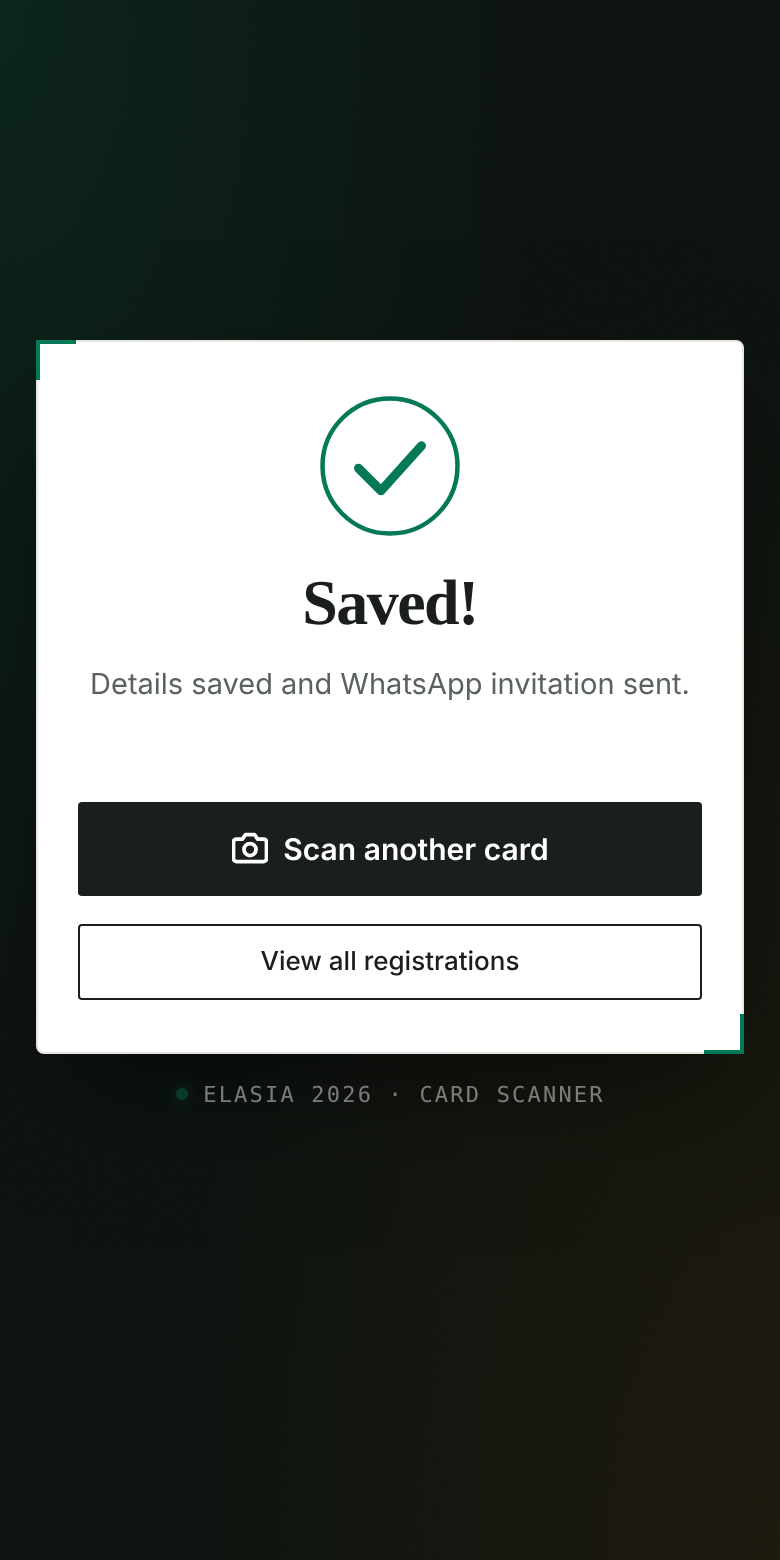 Saved!
Details saved and WhatsApp invitation sent.
Scan another card
View all registrations
ELASIA 2026 · CARD SCANNER